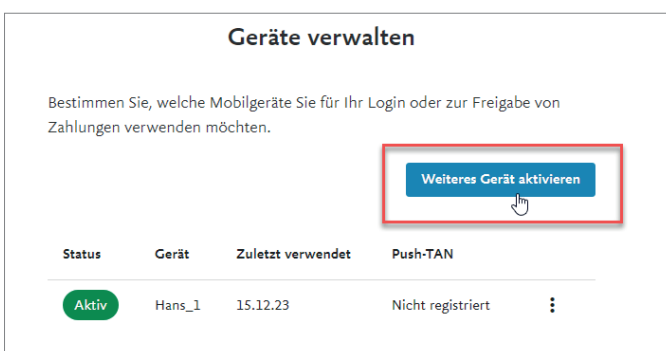 Geräte verwalten
Bestimmen Sie, welche Mobilgeräte Sie für Ihr Login oder zur Freigabe von
Zahlungen verwenden möchten.
Weiteres Gerät aktivieren
Status Gerät Zuletzt verwendet Push-TAN
Aktiv Hans_1 15.12.23 Nicht registriert